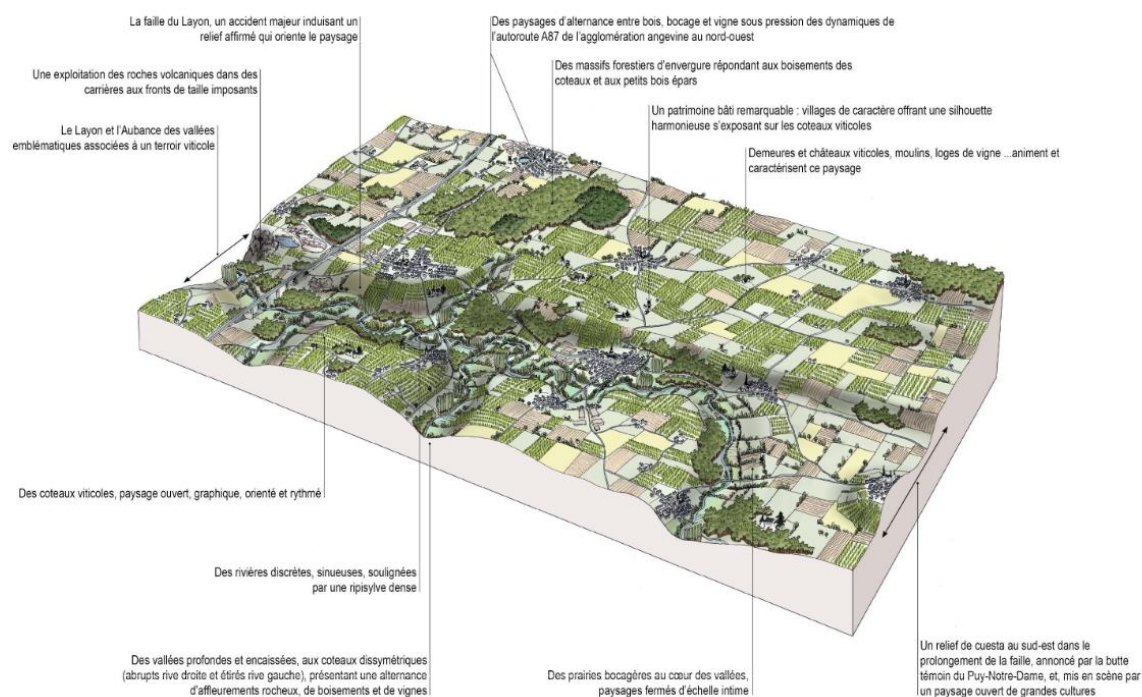 La faille du Layon, un accident majeur induisant un
relief affirmé qui oriente le paysage
Des paysages d'alternance entre bois, bocage et vigne sous pression des dynamiques de
l'autoroute A87 de l'agglomération angevine au nord-ouest
Une exploitation des roches volcaniques dans des
carrières aux fronts de taille imposants
Des massifs forestiers d'envergure répondant aux boisements des
coteaux et aux petits bois épars
Le Layon et l'Aubance des vallées
emblématiques associées à un terroir viticole
Un patrimoine bâti remarquable : villages de caractère offrant une silhouette
harmonieuse s'exposant sur les coteaux viticoles
Demeures et châteaux viticoles, moulins, loges de vigne ...animent et
caractérisent ce paysage
Des coteaux viticoles, paysage ouvert, graphique, orienté et rythmé
Des rivières discrètes, sinueuses, soulignées
par une ripisylve dense
Des vallées profondes et encaissées, aux coteaux dissymétriques
(abrupts rive droite et étirés rive gauche), présentant une alternance
d'affleurements rocheux, de boisements et de vignes
Des prairies bocagères au cœur des vallées,
paysages fermés d'échelle intime
Un relief de cuesta au sud-est dans le
prolongement de la faille, annoncé par la butte
témoin du Puy-Notre-Dame, et, mis en scène par
un paysage ouvert de grandes cultures